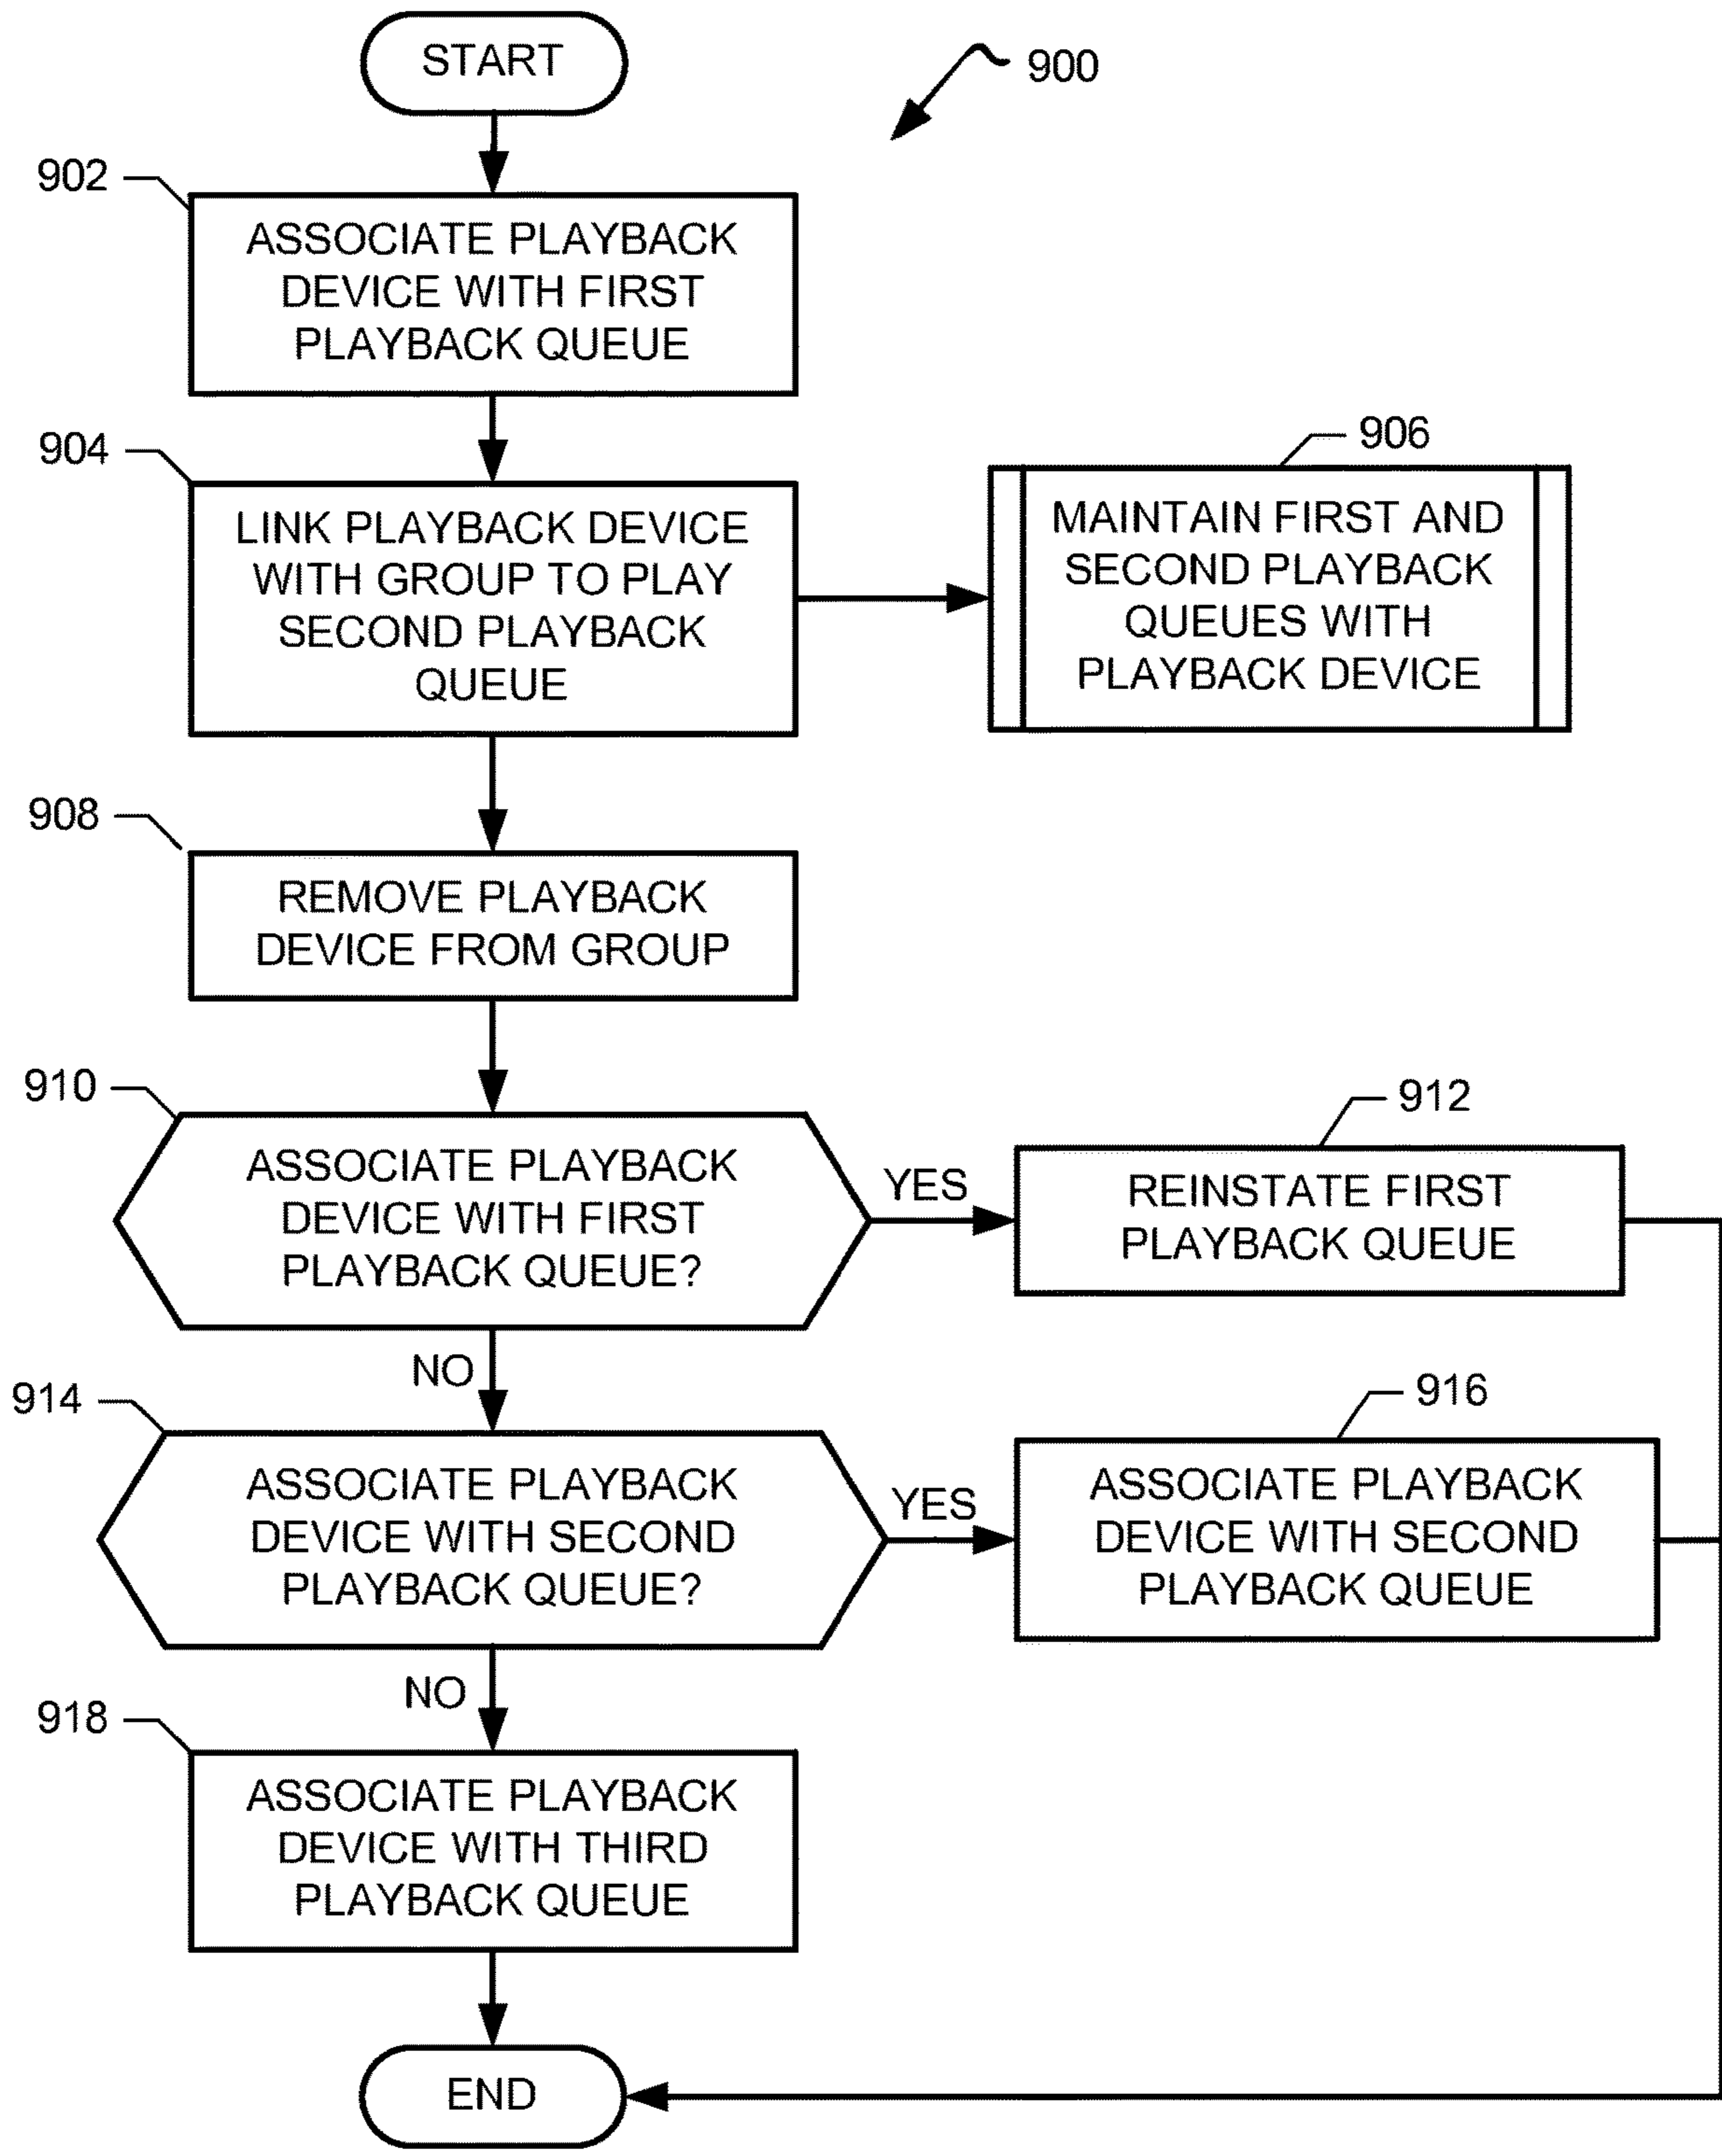 START
900
902
ASSOCIATE PLAYBACK
DEVICE WITH FIRST
PLAYBACK QUEUE
904
LINK PLAYBACK DEVICE
WITH GROUP TO PLAY
SECOND PLAYBACK
QUEUE
906
MAINTAIN FIRST AND
SECOND PLAYBACK
QUEUES WITH
PLAYBACK DEVICE
908
REMOVE PLAYBACK
DEVICE FROM GROUP
910
ASSOCIATE PLAYBACK
DEVICE WITH FIRST
PLAYBACK QUEUE?
YES
912
REINSTATE FIRST
PLAYBACK QUEUE
NO
914
ASSOCIATE PLAYBACK
DEVICE WITH SECOND
PLAYBACK QUEUE?
YES
916
ASSOCIATE PLAYBACK
DEVICE WITH SECOND
PLAYBACK QUEUE
NO
918
ASSOCIATE PLAYBACK
DEVICE WITH THIRD
PLAYBACK QUEUE
END